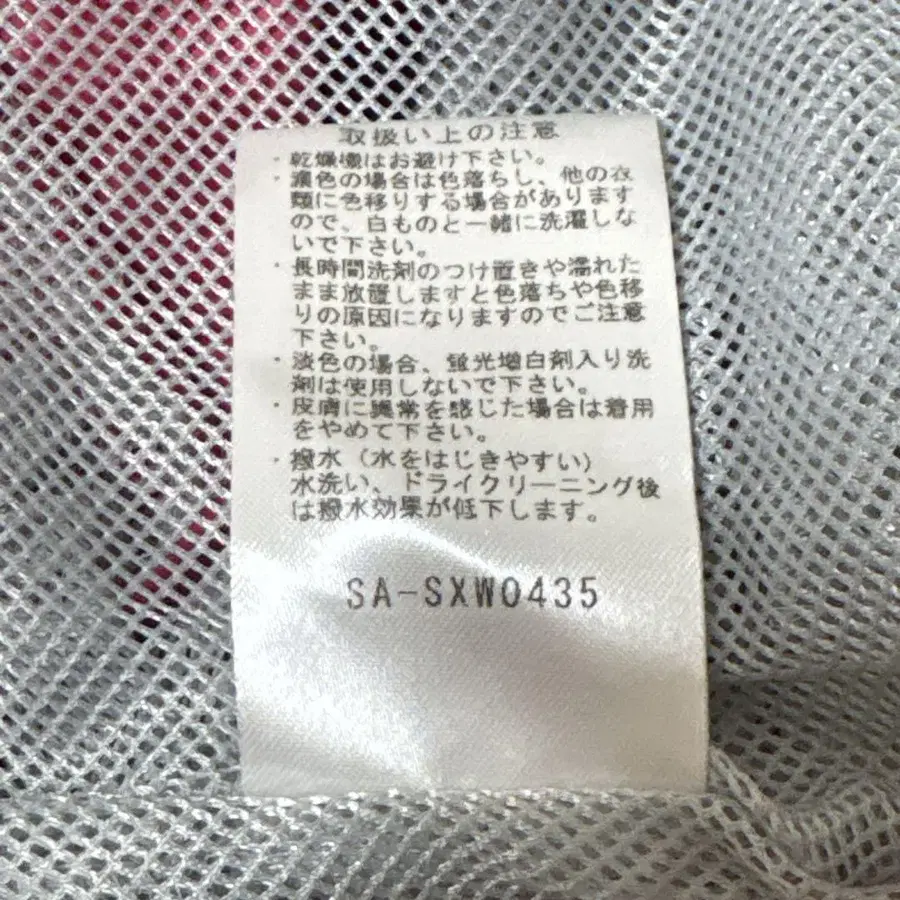 取扱い上の注意
・乾燥機はお避け下さい。
・濃色の場合は色落ちし、他の衣
類に色移りする場合があります
ので、白ものと一緒に洗濯しな
いで下さい。
・長時間洗剤のつけ置きや濡れた
まま放置しますと色落ちや色移
りの原因になりますのでご注意
下さい。
・淡色の場合、蛍光増白剤入り洗
剤は使用しないで下さい。
・皮膚に異常を感じた場合は着用
をやめて下さい。
・撥水（水をはじきやすい）
水洗い、ドライクリーニング後
は撥水効果が低下します。
SA-SXW0435